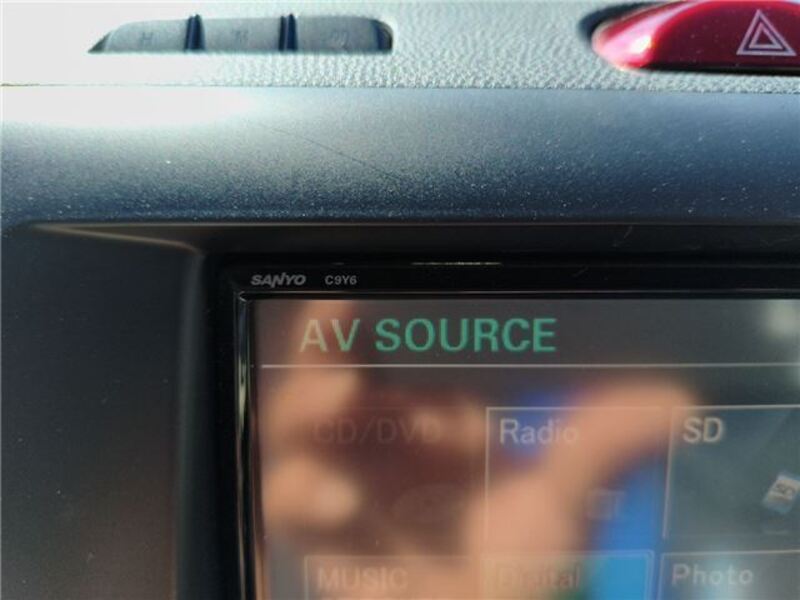 SANYO C9Y6
AV SOURCE
CD/DVD Radio SD
MUSIC Digital Photo